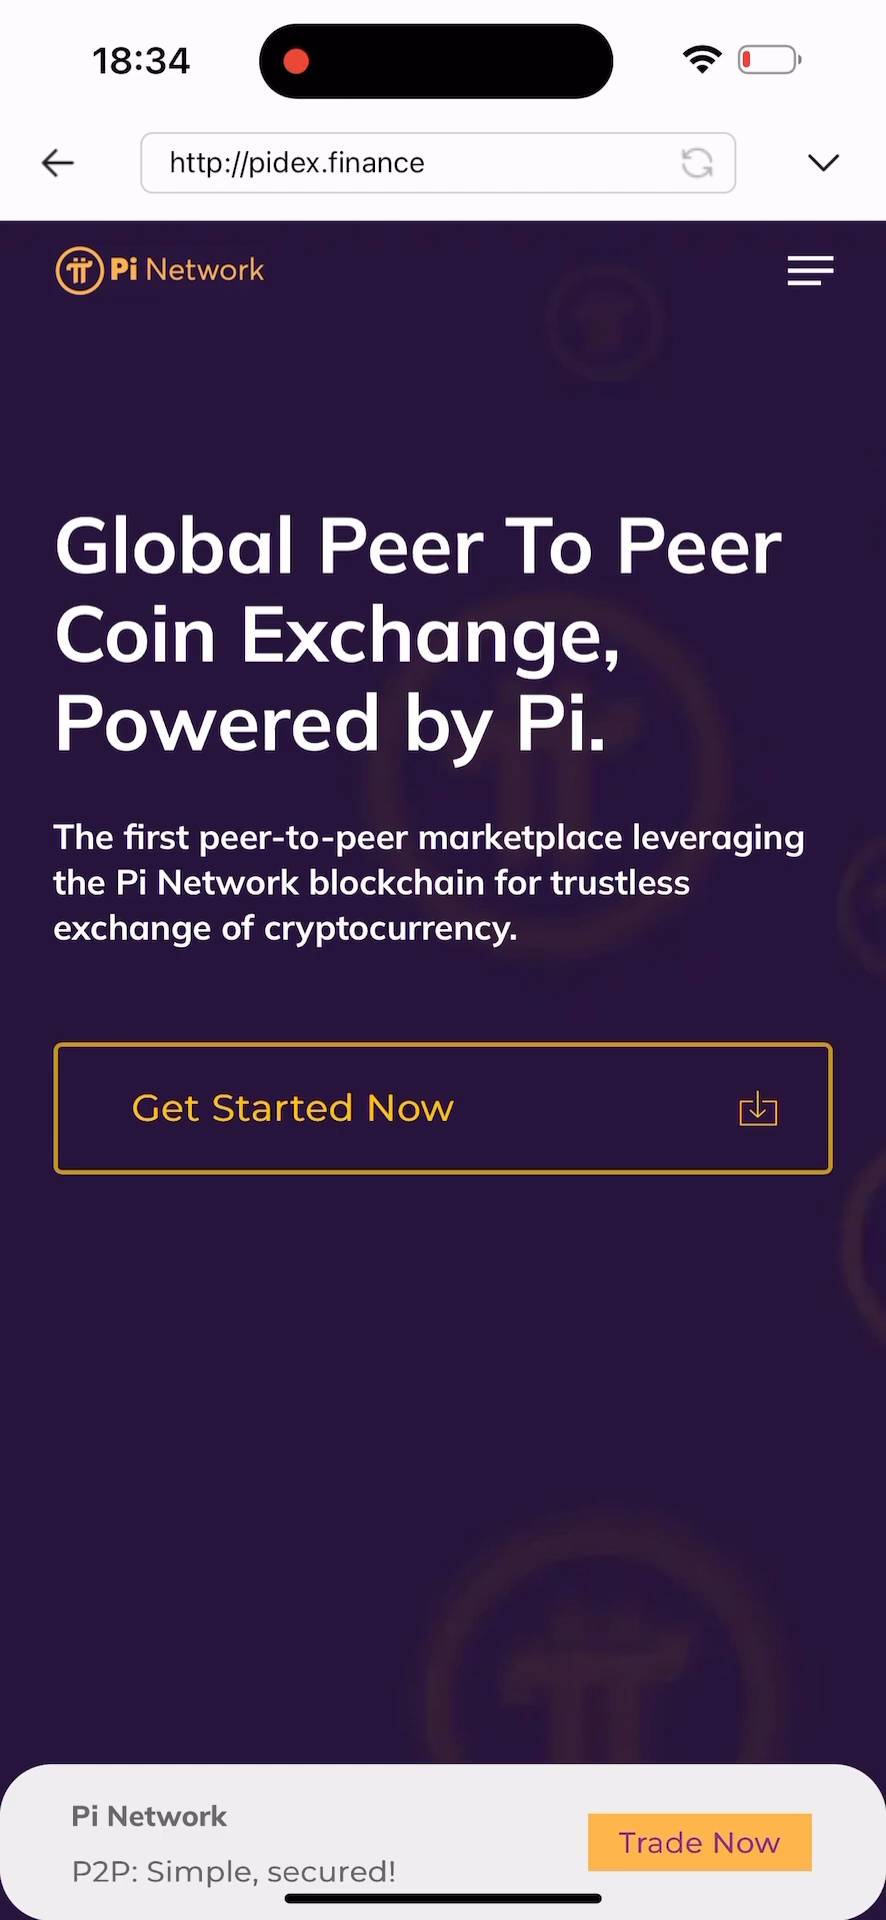 18:34
http://pidex.finance
Pi Network
Global Peer To Peer
Coin Exchange,
Powered by Pi.
The first peer-to-peer marketplace leveraging
the Pi Network blockchain for trustless
exchange of cryptocurrency.
Get Started Now
Pi Network
P2P: Simple, secured!
Trade Now